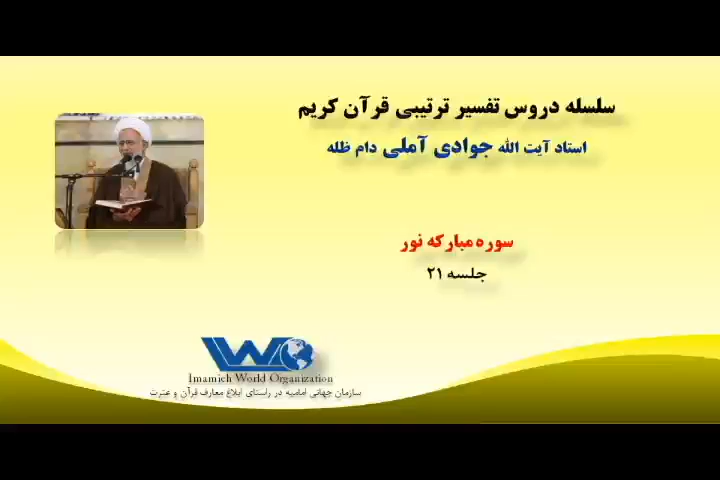 سلسله دروس تفسیر ترتیبی قرآن کریم
استاد آیت الله جوادی آملی دام ظله
سوره مبارکه نور
جلسه ۲۱
IWO
Imamieh World Organization
سازمان جهانی امامیه در راستای ابلاغ معارف قرآن و عترت